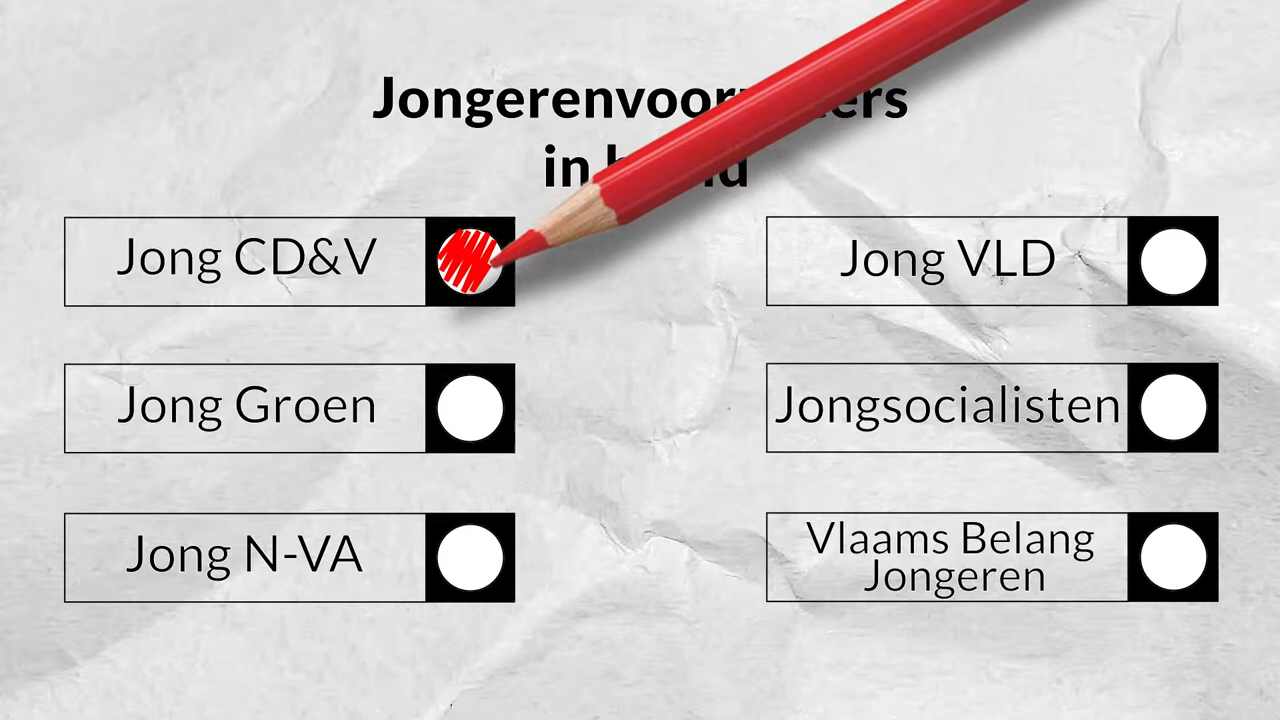 in
Jong CD&V
Jong VLD
Jong Groen
Jongsocialisten
Jong N-VA
Vlaams Belang
Jongeren